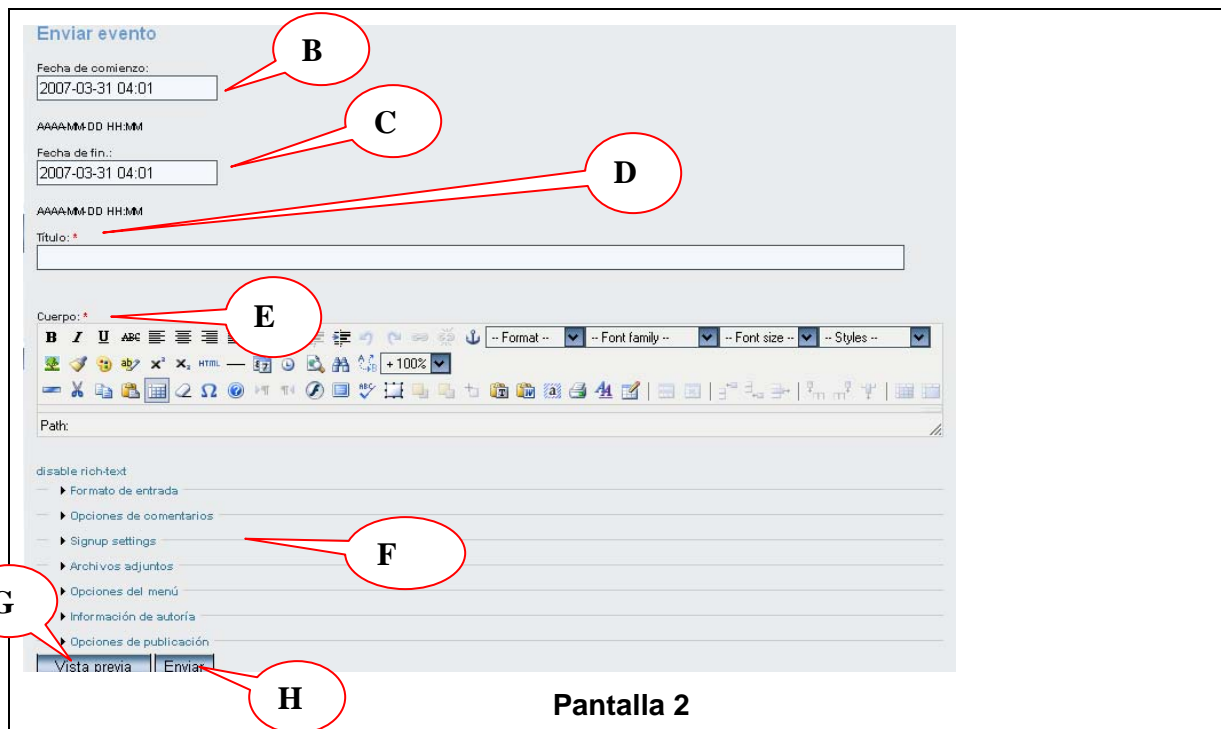 Enviar evento
B
Fecha de comienzo:
2007-03-31 04:01
AAAA-MM-DD HH:MM
C
Fecha de fin.:
2007-03-31 04:01
D
AAAA-MM-DD HH:MM
Título: *
E
Cuerpo: *
B I U ABC -- Format -- -- Font family -- -- Font size -- -- Styles --
ab x² x₂ HTML — + 100%
Ω ABC
Path:
disable rich-text
Formato de entrada
Opciones de comentarios
Signup settings
F
Archivos adjuntos
Opciones del menú
G
Información de autoría
Opciones de publicación
Vista previa Enviar
H
Pantalla 2